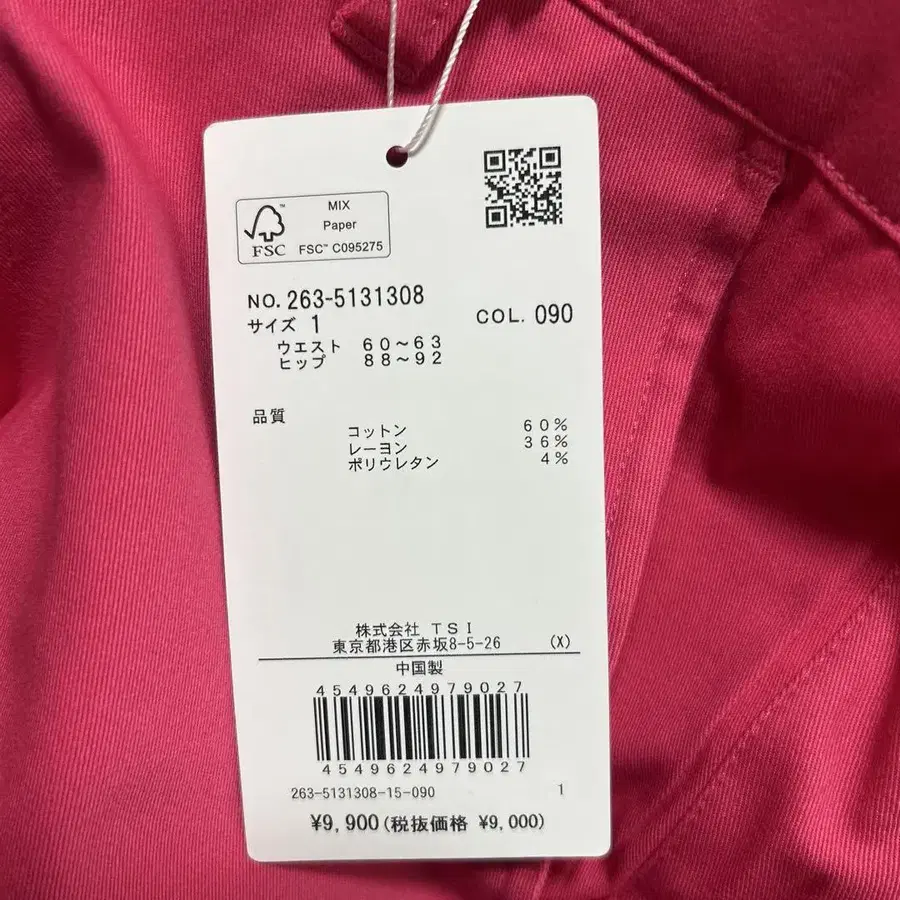 MIX
Paper
FSC™ C095275
FSC
NO. 263-5131308
サイズ 1
COL. 090
ウエスト 60～63
ヒップ 88～92
品質
コットン 60%
レーヨン 36%
ポリウレタン 4%
株式会社 TSI
東京都港区赤坂8-5-26 (X)
中国製
4549624979027
4549624979027
263-5131308-15-090 1
¥9,900(税抜価格 ¥9,000)